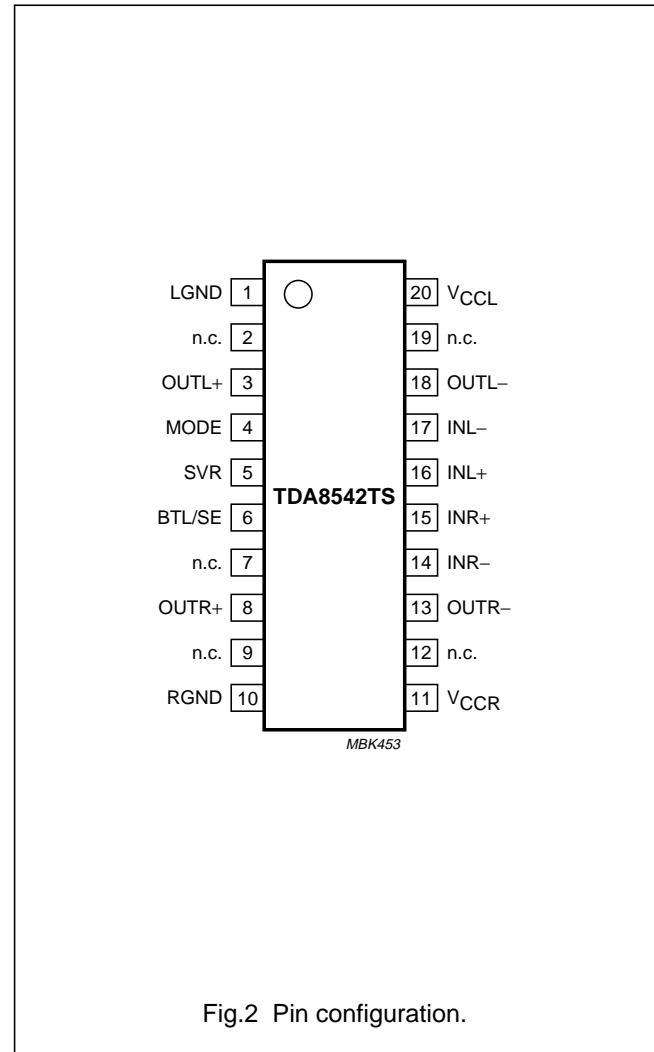 LGND 1 20 VCCL
n.c. 2 19 n.c.
OUTL+ 3 18 OUTL−
MODE 4 17 INL−
SVR 5 16 INL+
TDA8542TS
BTL/SE 6 15 INR+
n.c. 7 14 INR−
OUTR+ 8 13 OUTR−
n.c. 9 12 n.c.
RGND 10 11 VCCR
MBK453
Fig.2 Pin configuration.